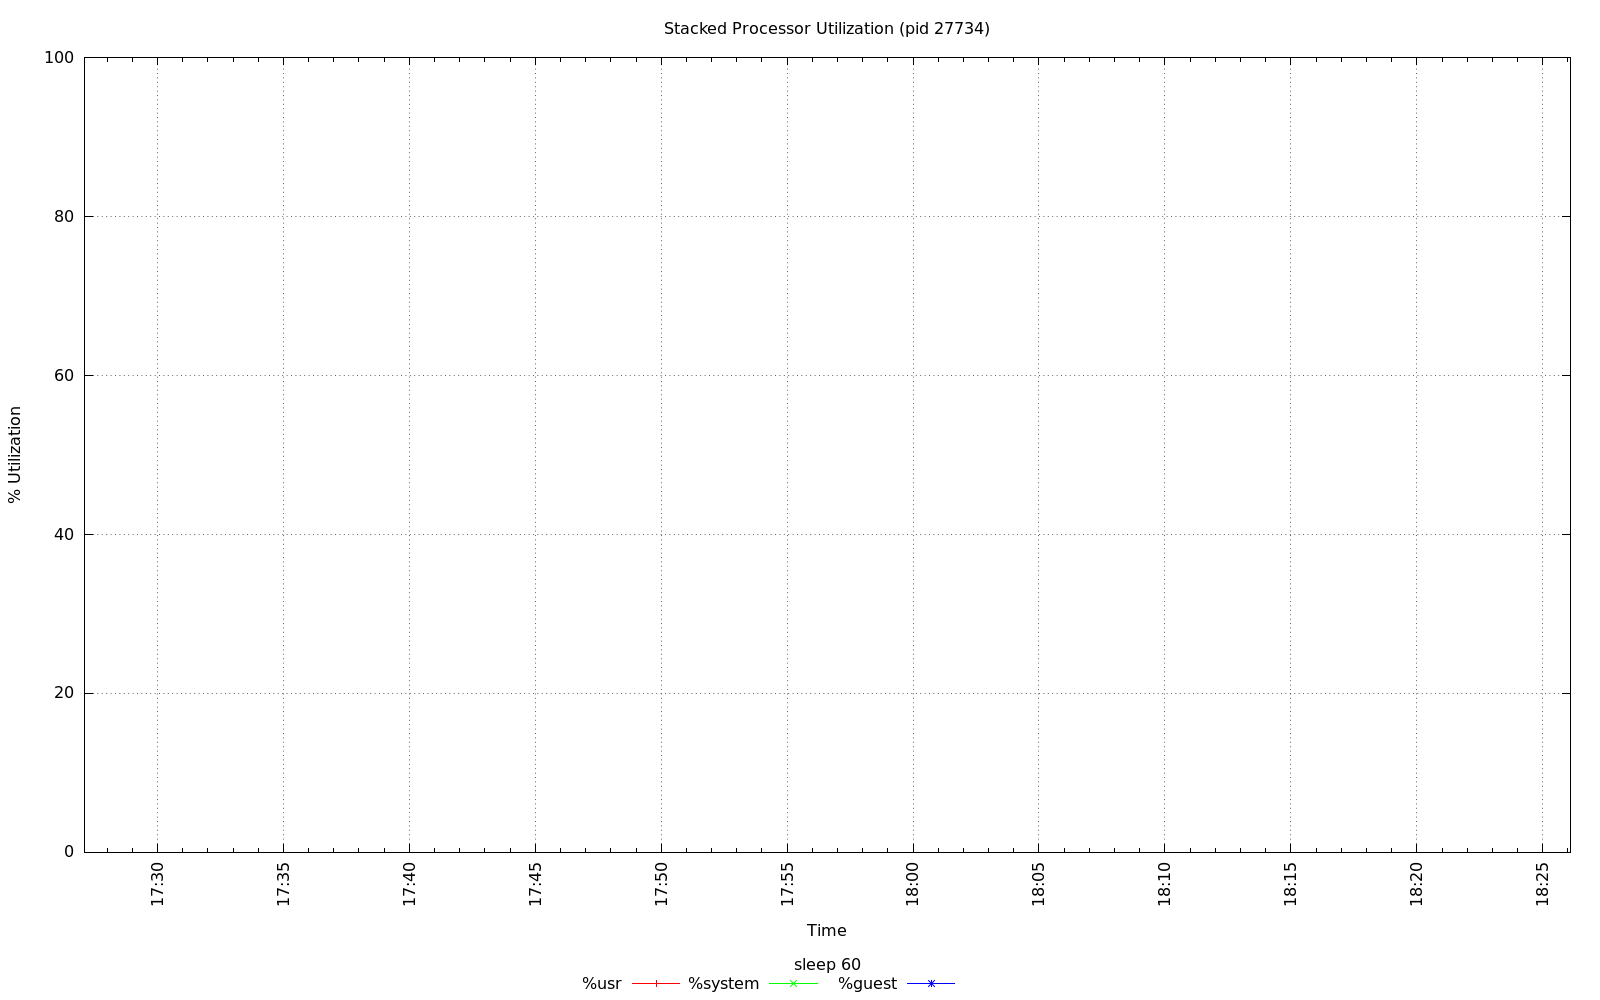 Stacked Processor Utilization (pid 27734)
100
80
60
40
20
0
% Utilization
17:30 17:35 17:40 17:45 17:50 17:55 18:00 18:05 18:10 18:15 18:20 18:25
Time
sleep 60
%usr %system %guest